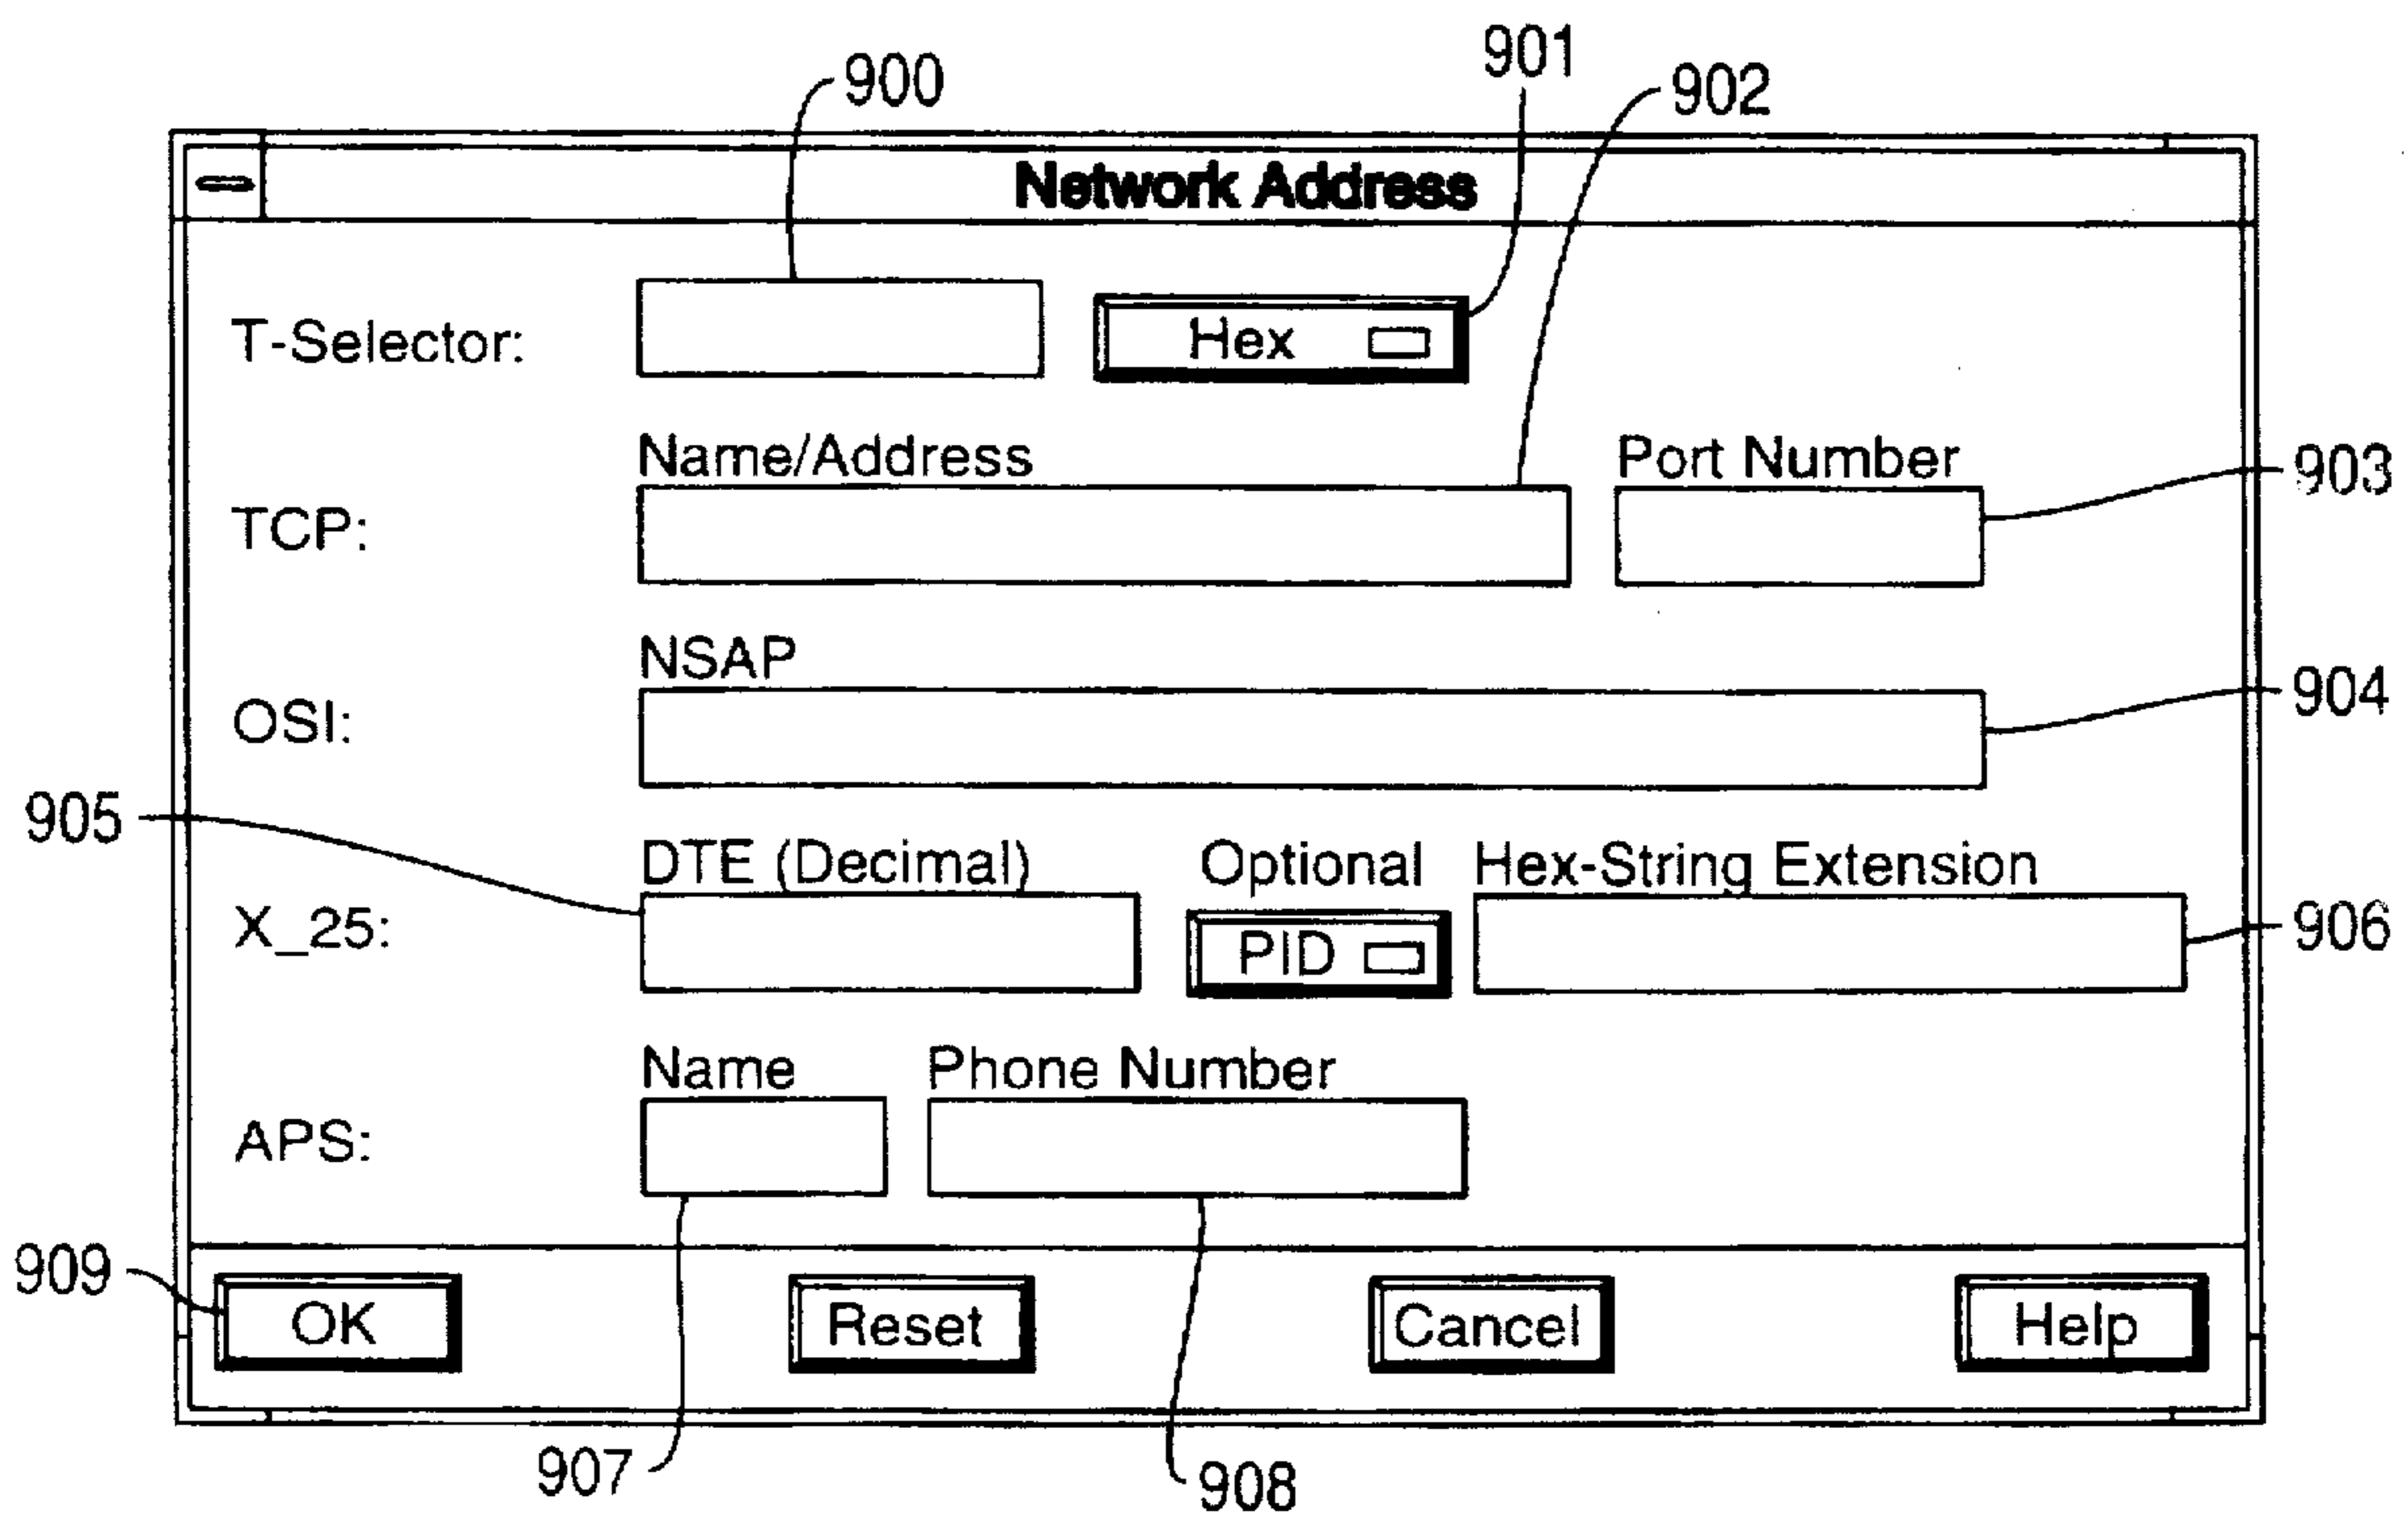 900
901
902
Network Address
T-Selector:
Hex
Name/Address
Port Number
903
TCP:
NSAP
904
OSI:
905
DTE (Decimal)
Optional
Hex-String Extension
X_25:
PID
906
Name
Phone Number
APS:
909
OK
Reset
Cancel
Help
907
908